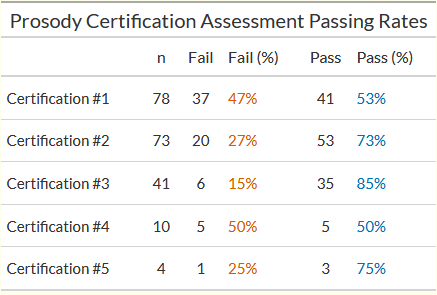 Prosody Certification Assessment Passing Rates
n Fail Fail (%) Pass Pass (%)
Certification #1 78 37 47% 41 53%
Certification #2 73 20 27% 53 73%
Certification #3 41 6 15% 35 85%
Certification #4 10 5 50% 5 50%
Certification #5 4 1 25% 3 75%